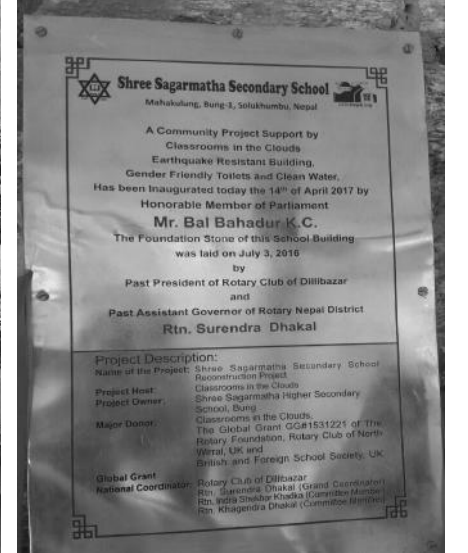 Shree Sagarmatha Secondary School
Mahakulung, Bung-1, Solukhumbu, Nepal
A Community Project Support by
Classrooms in the Clouds
Earthquake Resistant Building,
Gender Friendly Toilets and Clean Water,
Has been Inaugurated today the 14th of April 2017 by
Honorable Member of Parliament
Mr. Bal Bahadur K.C.
The Foundation Stone of this School Building
was laid on July 3, 2016
by
Past President of Rotary Club of Dillibazar
and
Past Assistant Governor of Rotary Nepal District
Rtn. Surendra Dhakal
Project Description:
Name of the Project: Shree Sagarmatha Secondary School
Reconstruction Project
Project Host: Classrooms in the Clouds
Project Owner: Shree Sagarmatha Higher Secondary
School, Bung
Major Donor: Classrooms in the Clouds,
The Global Grant GG#1531221 of The
Rotary Foundation, Rotary Club of North
Wirral, UK and
British and Foreign School Society, UK
Global Grant
National Coordinator: Rotary Club of Dillibazar
Rtn. Surendra Dhakal (Grand Coordinator)
Rtn. Indra Shekhar Khadka (Committee Member)
Rtn. Khagendra Dhakal (Committee Member)